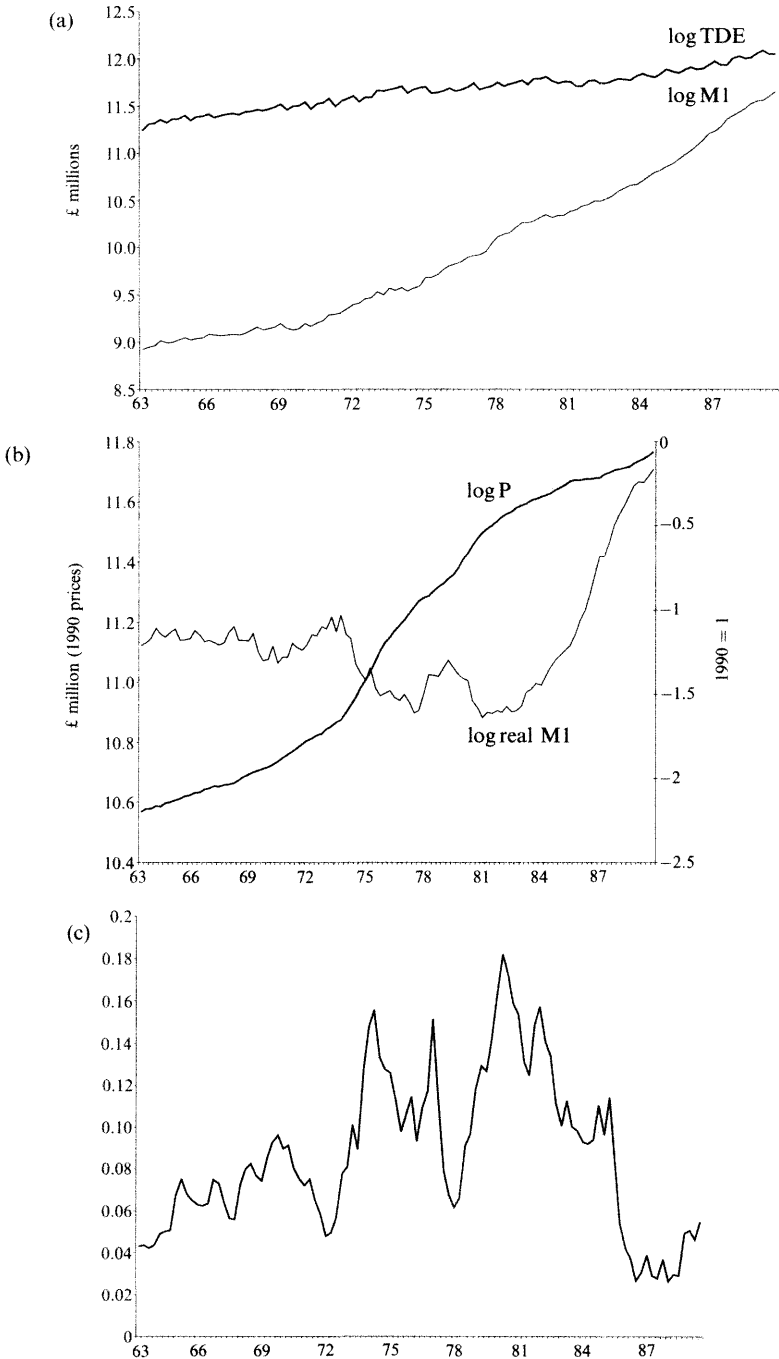 (a)
12.5
12.0
11.5
11.0
10.5
10.0
9.5
9.0
8.5
£ millions
log TDE
log M1
63 66 69 72 75 78 81 84 87
(b)
11.8
11.6
11.4
11.2
11.0
10.8
10.6
10.4
£ million (1990 prices)
log P
log real M1
0
−0.5
−1
−1.5
−2
−2.5
1990 = 1
63 66 69 72 75 78 81 84 87
(c)
0.2
0.18
0.16
0.14
0.12
0.10
0.08
0.06
0.04
0.02
0
63 66 69 72 75 78 81 84 87